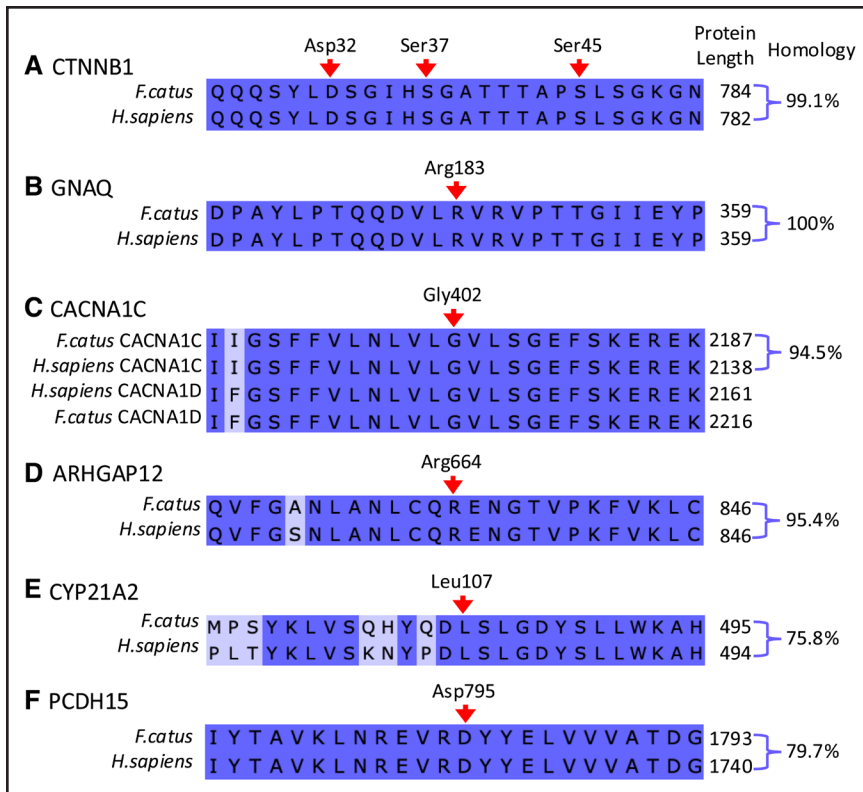 Protein Length Homology
Asp32 Ser37 Ser45
A CTNNB1
F.catus Q Q Q S Y L D S G I H S G A T T T A P S L S G K G N 784
H.sapiens Q Q Q S Y L D S G I H S G A T T T A P S L S G K G N 782
99.1%
Arg183
B GNAQ
F.catus D P A Y L P T Q Q D V L R V R V P T T G I I E Y P 359
H.sapiens D P A Y L P T Q Q D V L R V R V P T T G I I E Y P 359
100%
Gly402
C CACNA1C
F.catus CACNA1C I I G S F F V L N L V L G V L S G E F S K E R E K 2187
H.sapiens CACNA1C I I G S F F V L N L V L G V L S G E F S K E R E K 2138
94.5%
H.sapiens CACNA1D I F G S F F V L N L V L G V L S G E F S K E R E K 2161
F.catus CACNA1D I F G S F F V L N L V L G V L S G E F S K E R E K 2216
Arg664
D ARHGAP12
F.catus Q V F G A N L A N L C Q R E N G T V P K F V K L C 846
H.sapiens Q V F G S N L A N L C Q R E N G T V P K F V K L C 846
95.4%
Leu107
E CYP21A2
F.catus M P S Y K L V S Q H Y Q D L S L G D Y S L L W K A H 495
H.sapiens P L T Y K L V S K N Y P D L S L G D Y S L L W K A H 494
75.8%
Asp795
F PCDH15
F.catus I Y T A V K L N R E V R D Y Y E L V V V A T D G 1793
H.sapiens I Y T A V K L N R E V R D Y Y E L V V V A T D G 1740
79.7%